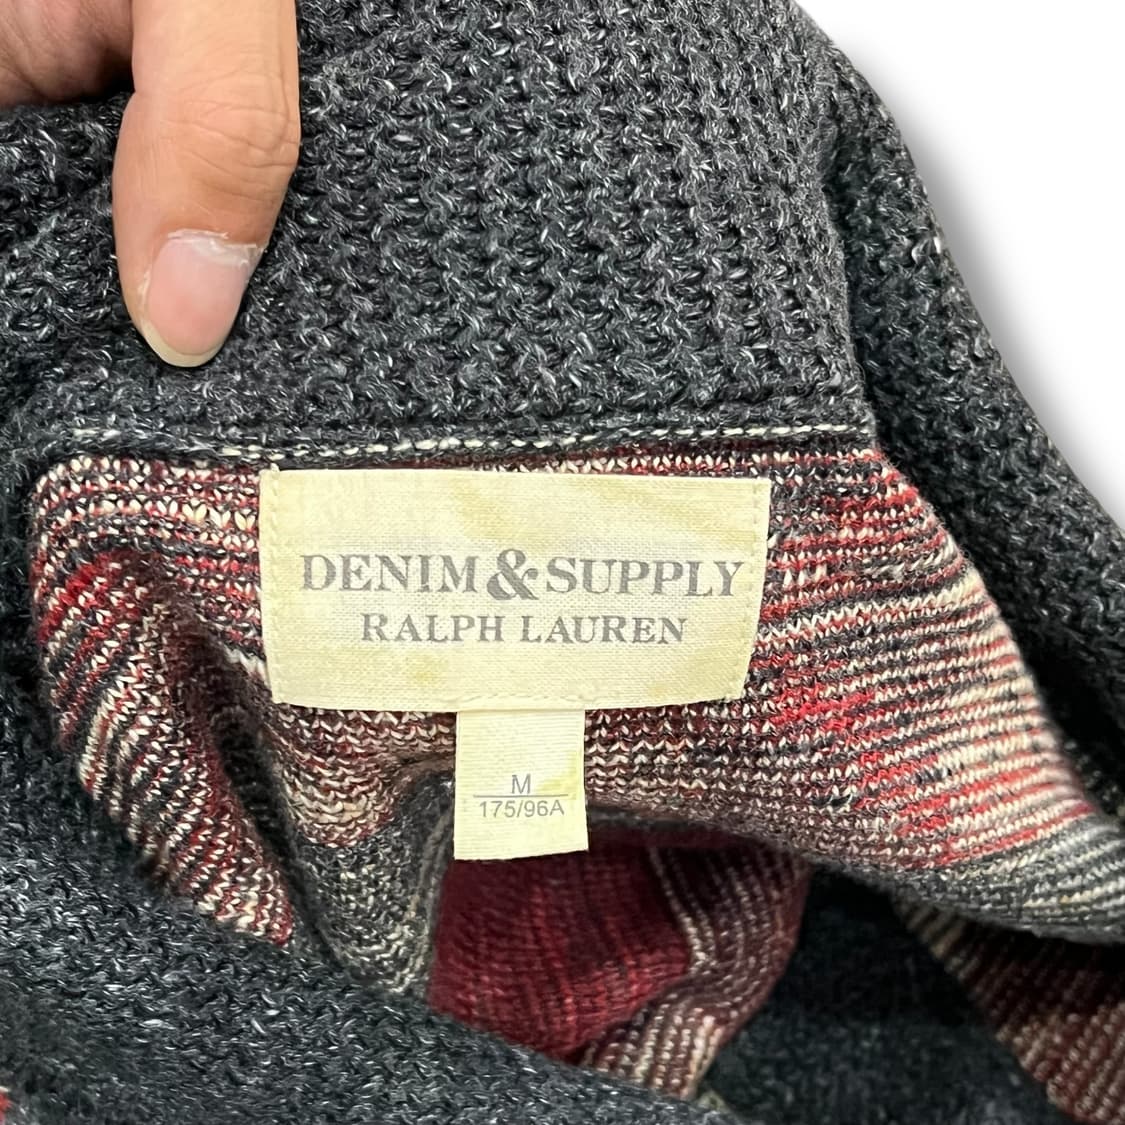 DENIM & SUPPLY
RALPH LAUREN
M
175/96A